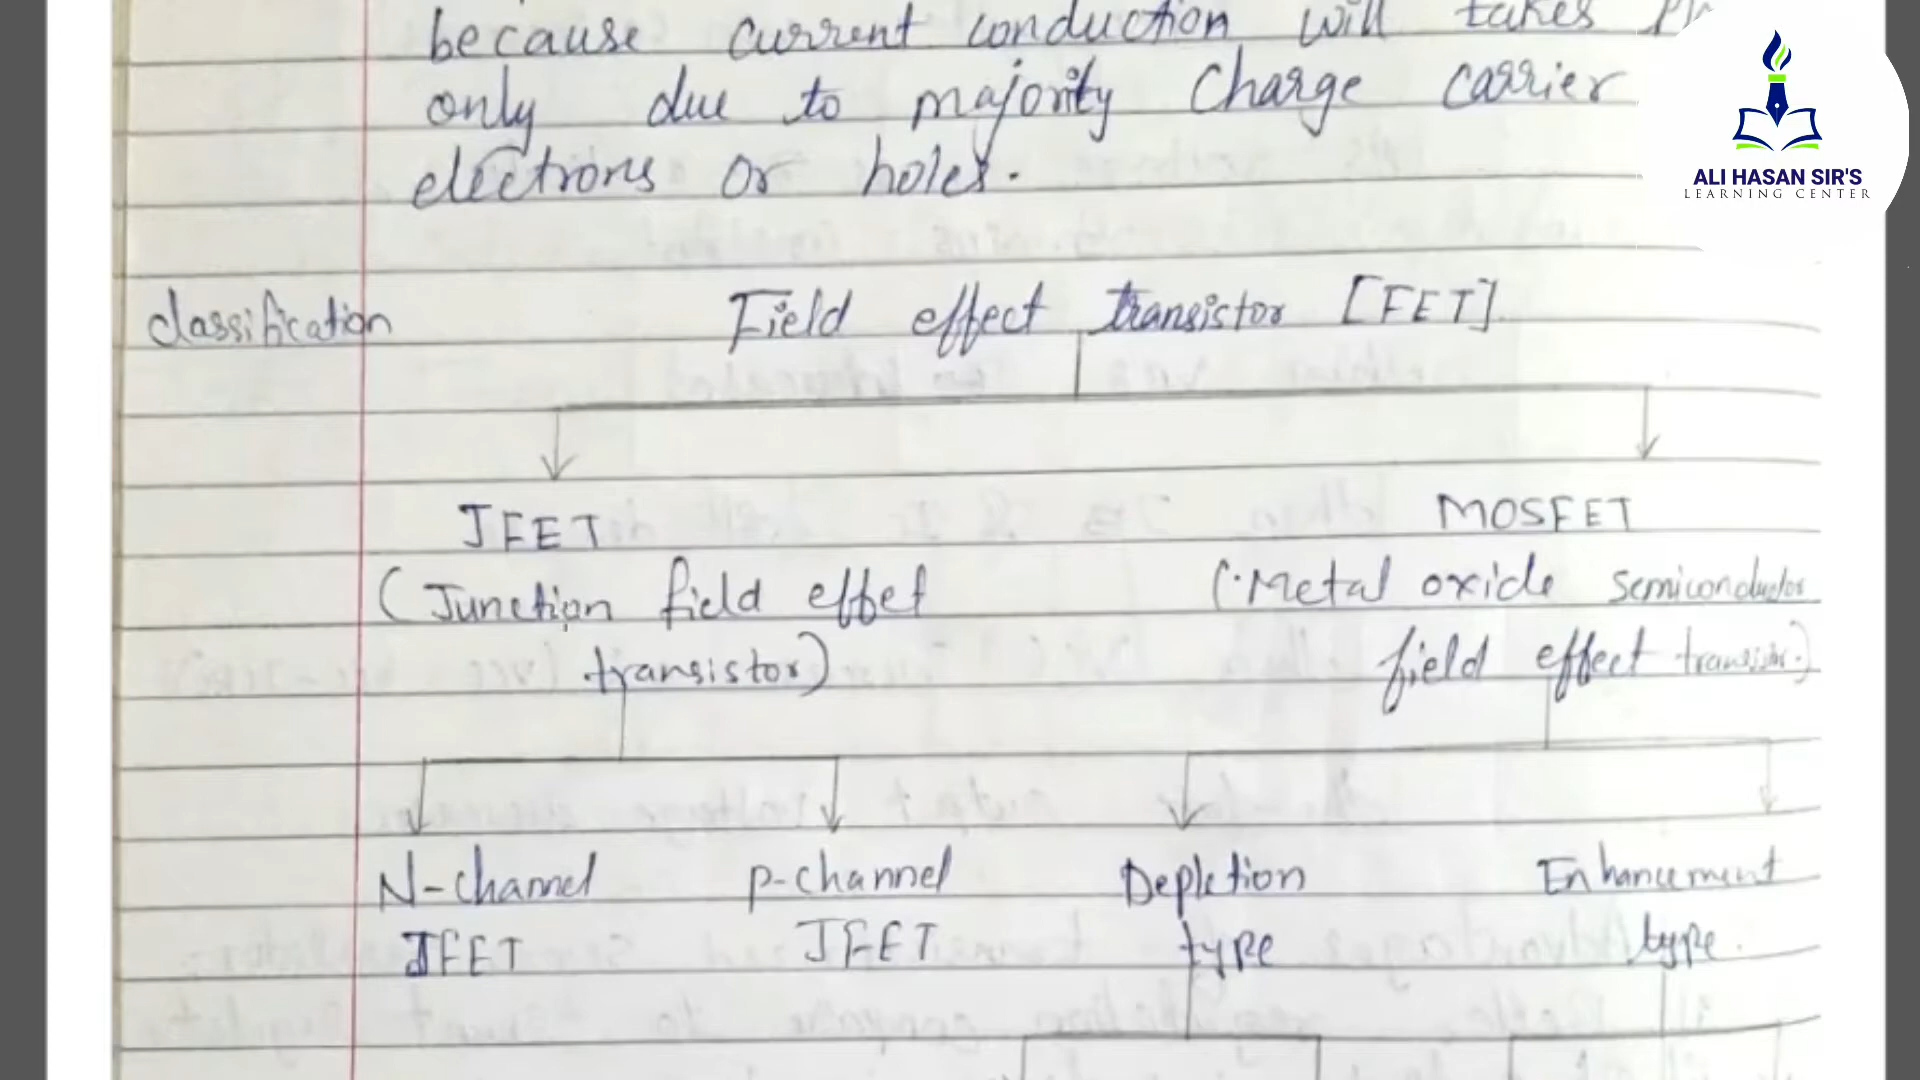 because current conduction will takes
only due to majority charge carrier
electrons or holes.
ALI HASAN SIR'S
LEARNING CENTER
classification
Field effect transistor [FET].
JFET
MOSFET
(Junction field effet
transistor)
(Metal oxide semiconductor
field effect transistor.)
N-channel
JFET
p-channel
JFET
Depletion
type
Enhancement
type.